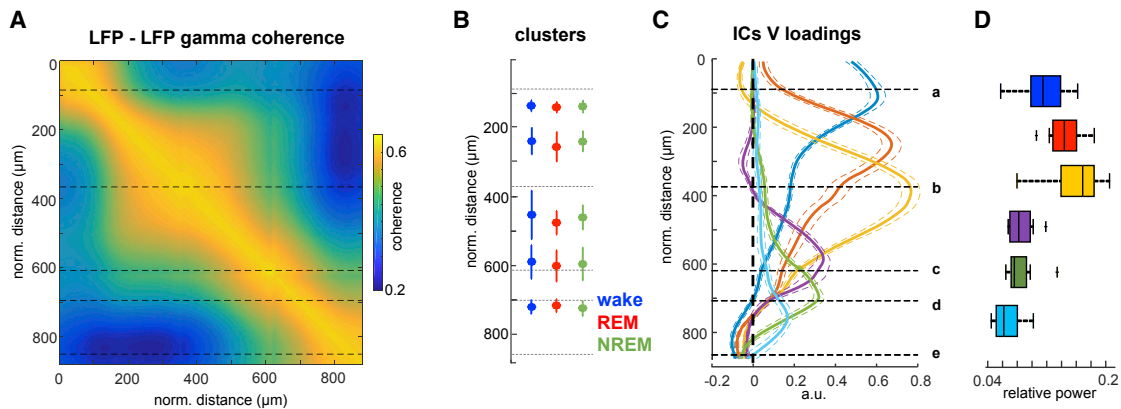 A
LFP - LFP gamma coherence
norm. distance (µm)
0
200
400
600
800
0
200
400
600
800
norm. distance (µm)
0.6
0.2
coherence
B
clusters
norm. distance (µm)
200
400
600
800
wake
REM
NREM
C
ICs V loadings
norm. distance (µm)
0
200
400
600
800
-0.2
0
0.2
0.4
0.6
0.8
a.u.
a
b
c
d
e
D
0.04
0.2
relative power